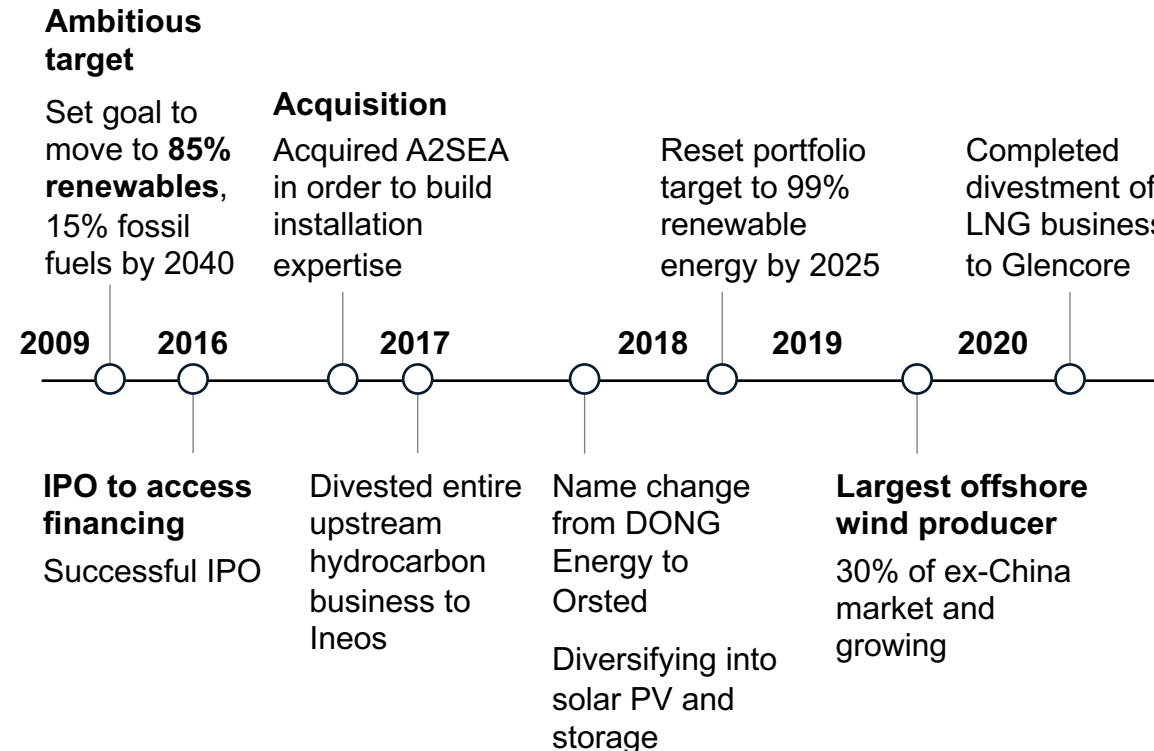 Ambitious
target
Set goal to
move to 85%
renewables,
15% fossil
fuels by 2040
Acquisition
Acquired A2SEA
in order to build
installation
expertise
Reset portfolio
target to 99%
renewable
energy by 2025
Completed
divestment of
LNG business
to Glencore
2009 2016 2017 2018 2019 2020
IPO to access
financing
Successful IPO
Divested entire
upstream
hydrocarbon
business to
Ineos
Name change
from DONG
Energy to
Orsted
Diversifying into
solar PV and
storage
Largest offshore
wind producer
30% of ex-China
market and
growing